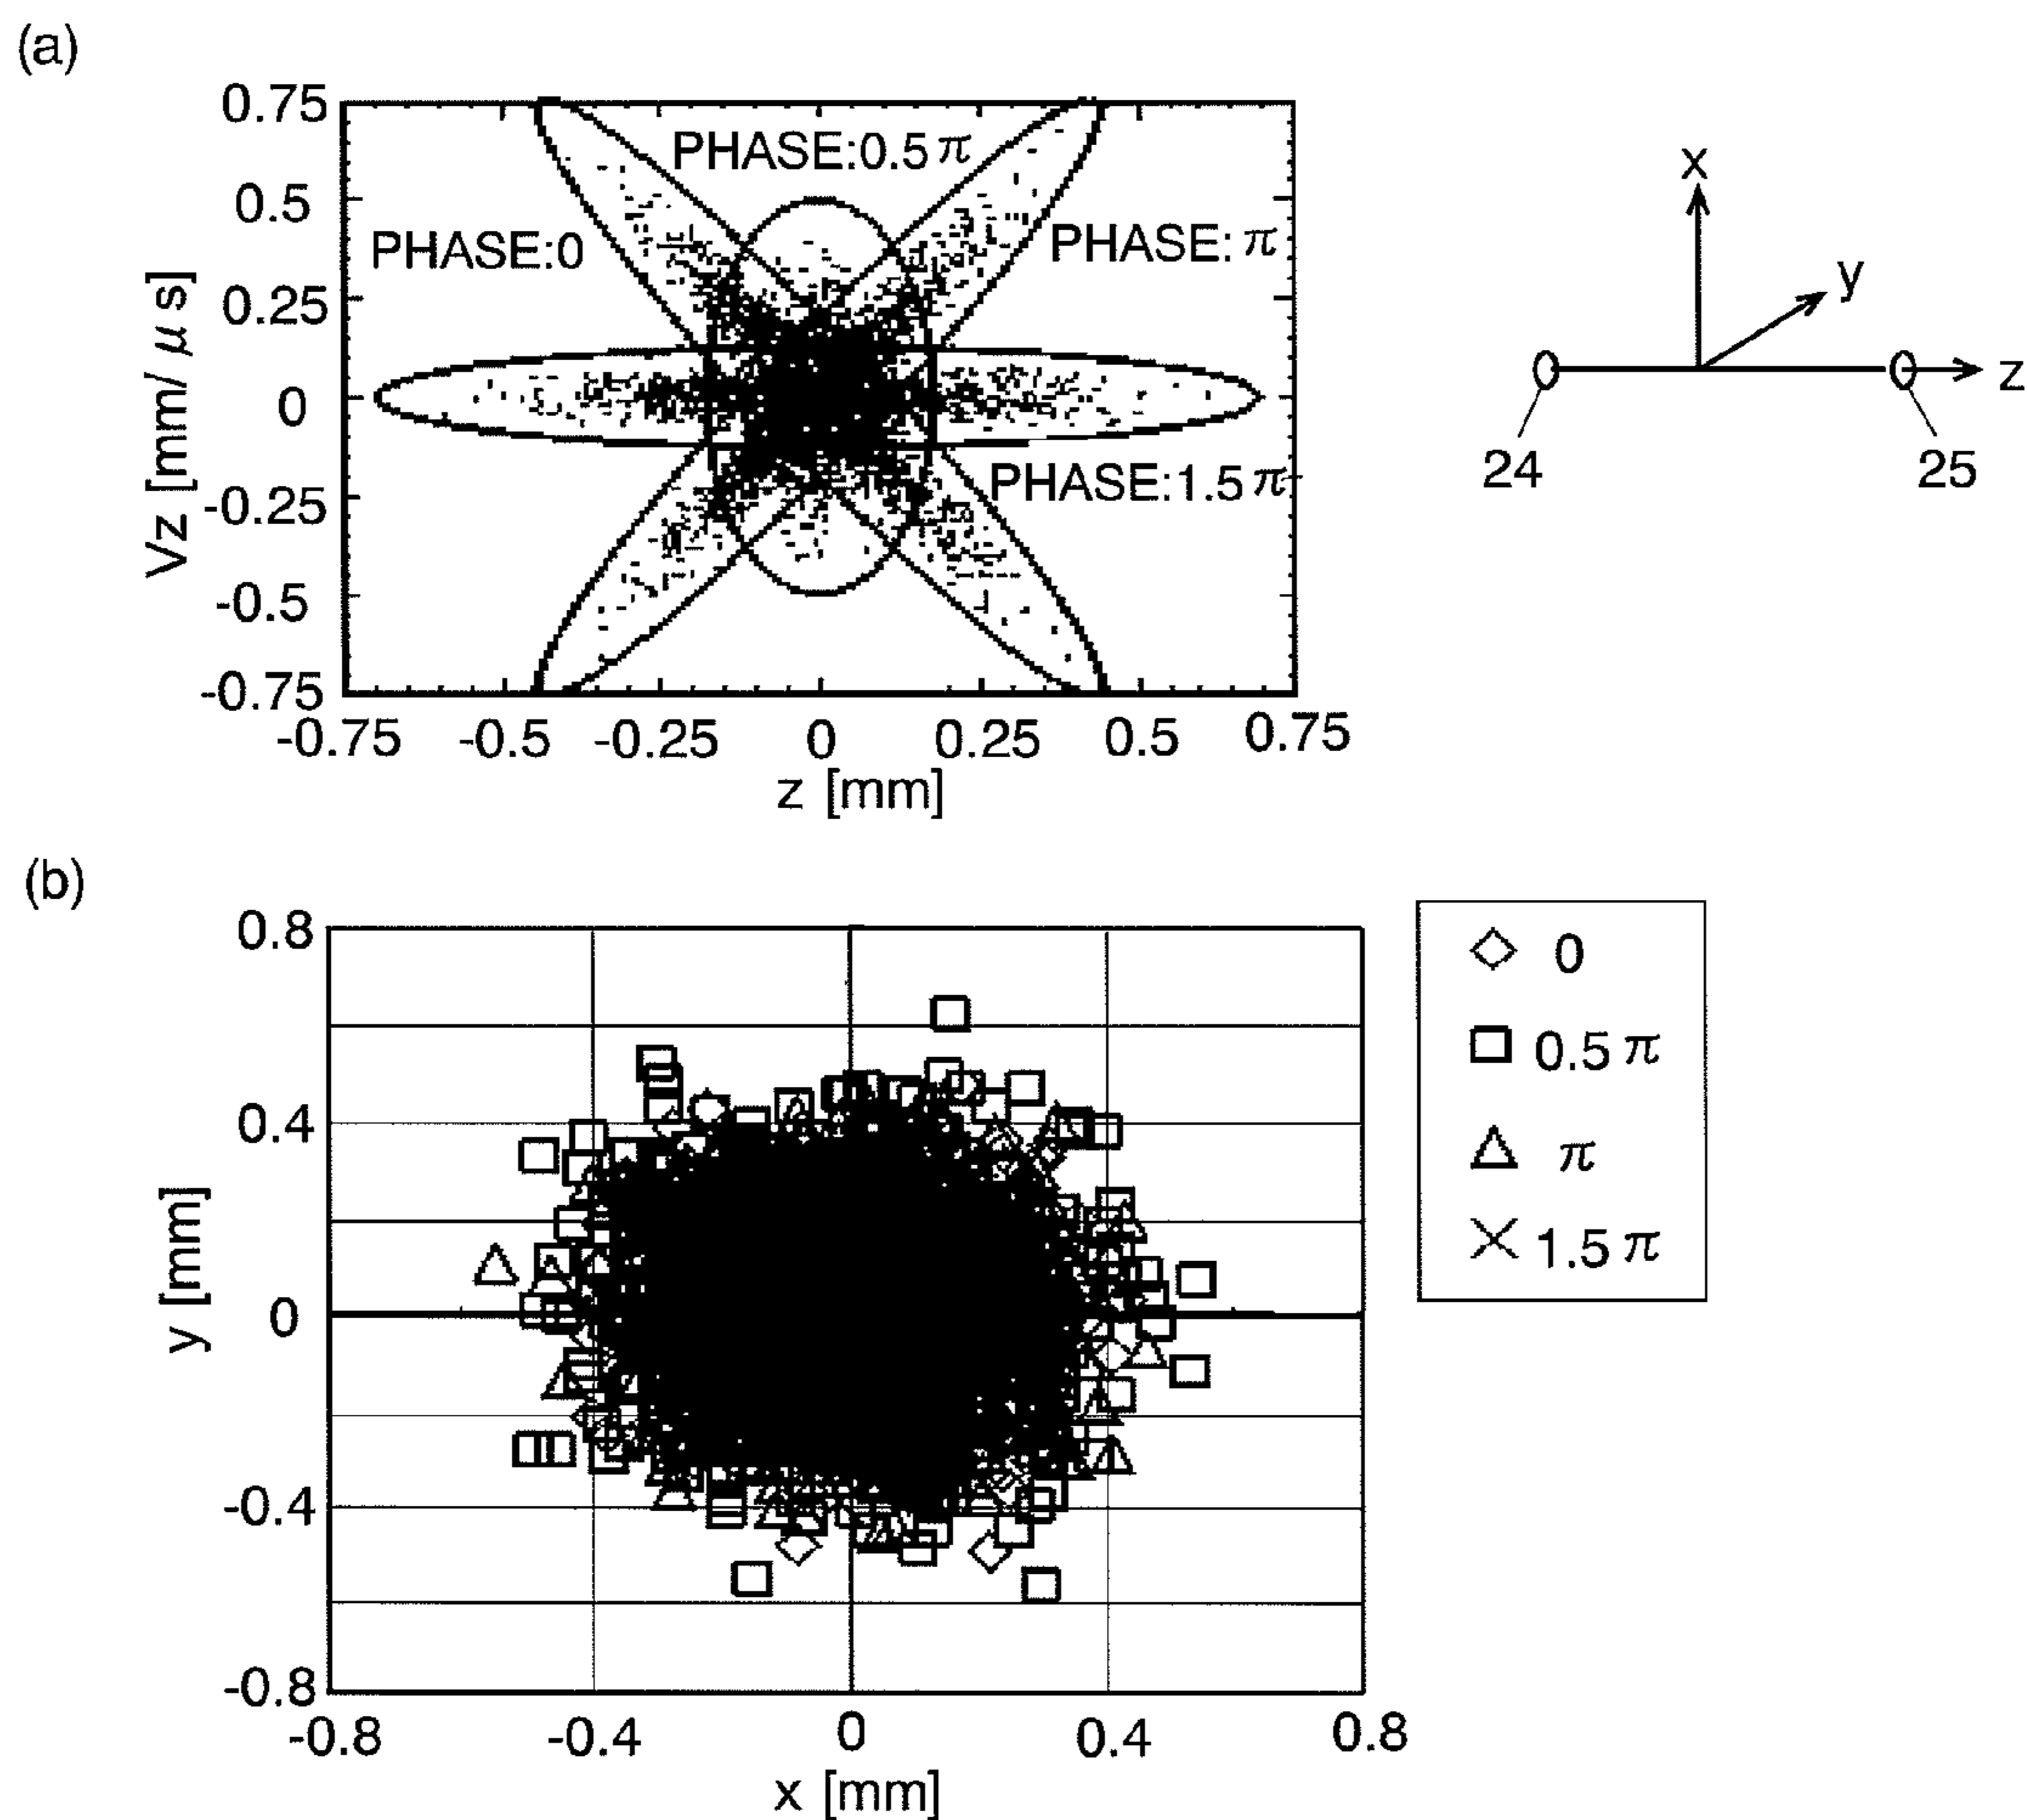 (a)
0.75
0.5
0.25
0
-0.25
-0.5
-0.75
Vz [mm/μs]
PHASE:0.5π
PHASE:0
PHASE:π
PHASE:1.5π
-0.75 -0.5 -0.25 0 0.25 0.5 0.75
z [mm]
x
y
z
24
25
(b)
0.8
0.4
0
-0.4
-0.8
y [mm]
-0.8 -0.4 0 0.4 0.8
x [mm]
0
0.5π
π
1.5π